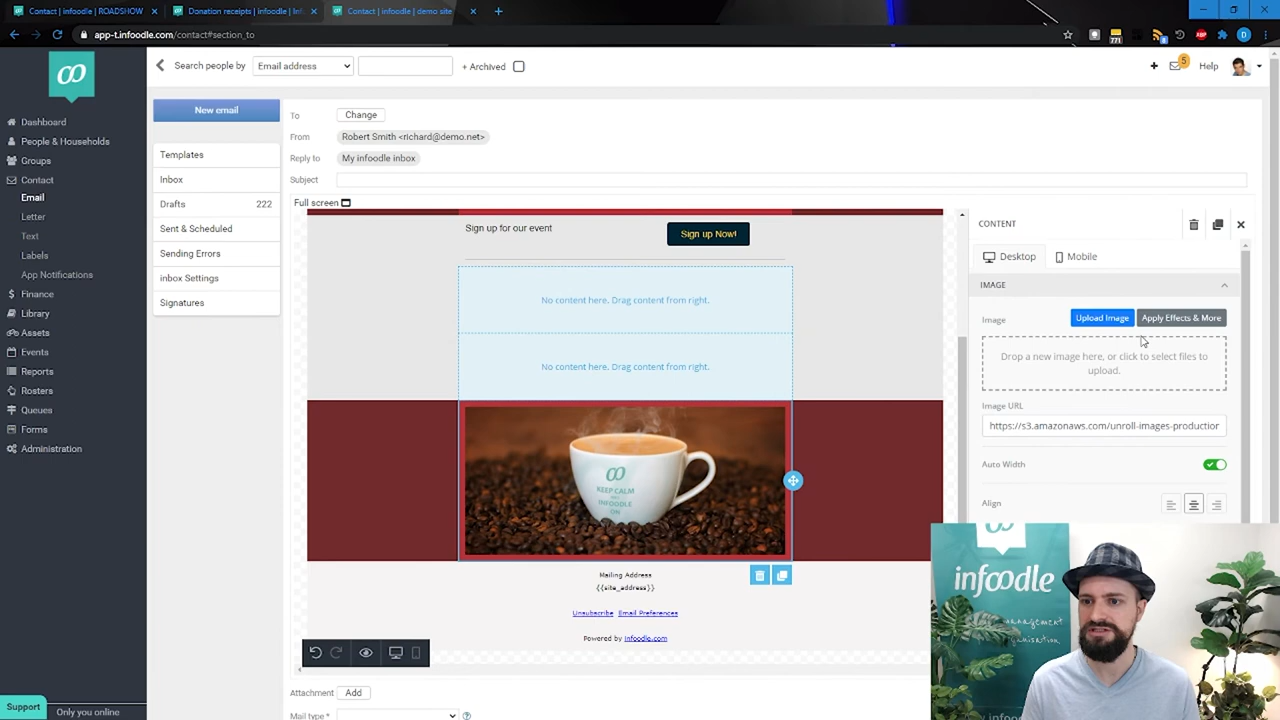 Contact | infoodle | ROADSHOW
Donation receipts | infoodle | Inf
Contact | infoodle | demo site
app-t.infoodle.com/contact#section_to
771
D
Search people by
Email address
+ Archived
5
Help
Dashboard
People & Households
Groups
Contact
Email
Letter
Text
Labels
App Notifications
Finance
Library
Assets
Events
Reports
Rosters
Queues
Forms
Administration
Support
Only you online
New email
Templates
Inbox
Drafts 222
Sent & Scheduled
Sending Errors
inbox Settings
Signatures
To Change
From Robert Smith <richard@demo.net>
Reply to My infoodle inbox
Subject
Full screen
Sign up for our event
Sign up Now!
No content here. Drag content from right.
No content here. Drag content from right.
KEEP CALM
INFOODLE
ON
Mailing Address
{{site_address}}
Unsubscribe Email Preferences
Powered by infoodle.com
Attachment Add
Mail type *
CONTENT
Desktop
Mobile
IMAGE
Image
Upload Image
Apply Effects & More
Drop a new image here, or click to select files to
upload.
Image URL
https://s3.amazonaws.com/unroll-images-production
Auto Width
Align
infoodle